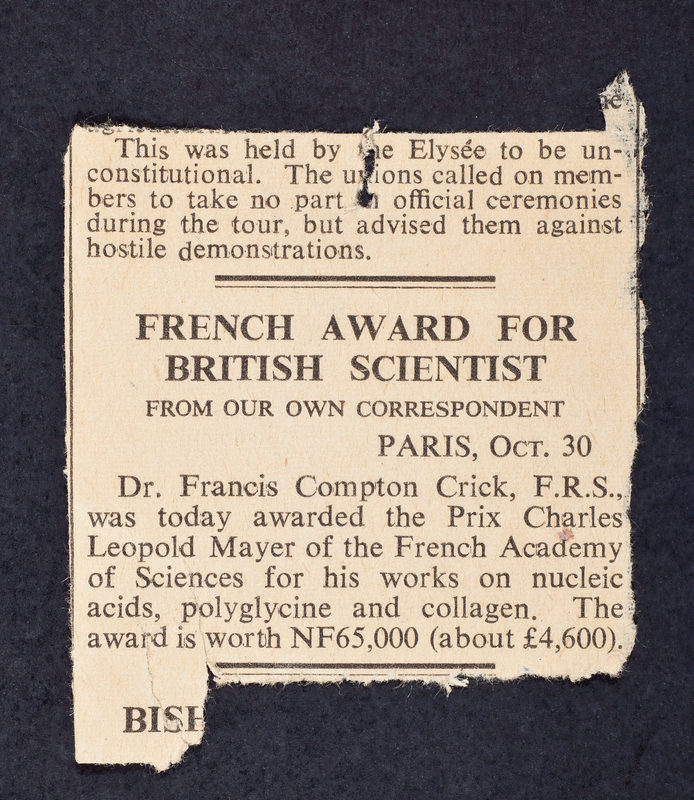 This was held by the Elysée to be un-
constitutional. The unions called on mem-
bers to take no part in official ceremonies
during the tour, but advised them against
hostile demonstrations.
FRENCH AWARD FOR
BRITISH SCIENTIST
FROM OUR OWN CORRESPONDENT
PARIS, OCT. 30
Dr. Francis Compton Crick, F.R.S.,
was today awarded the Prix Charles
Leopold Mayer of the French Academy
of Sciences for his works on nucleic
acids, polyglycine and collagen. The
award is worth NF65,000 (about £4,600).
BISH